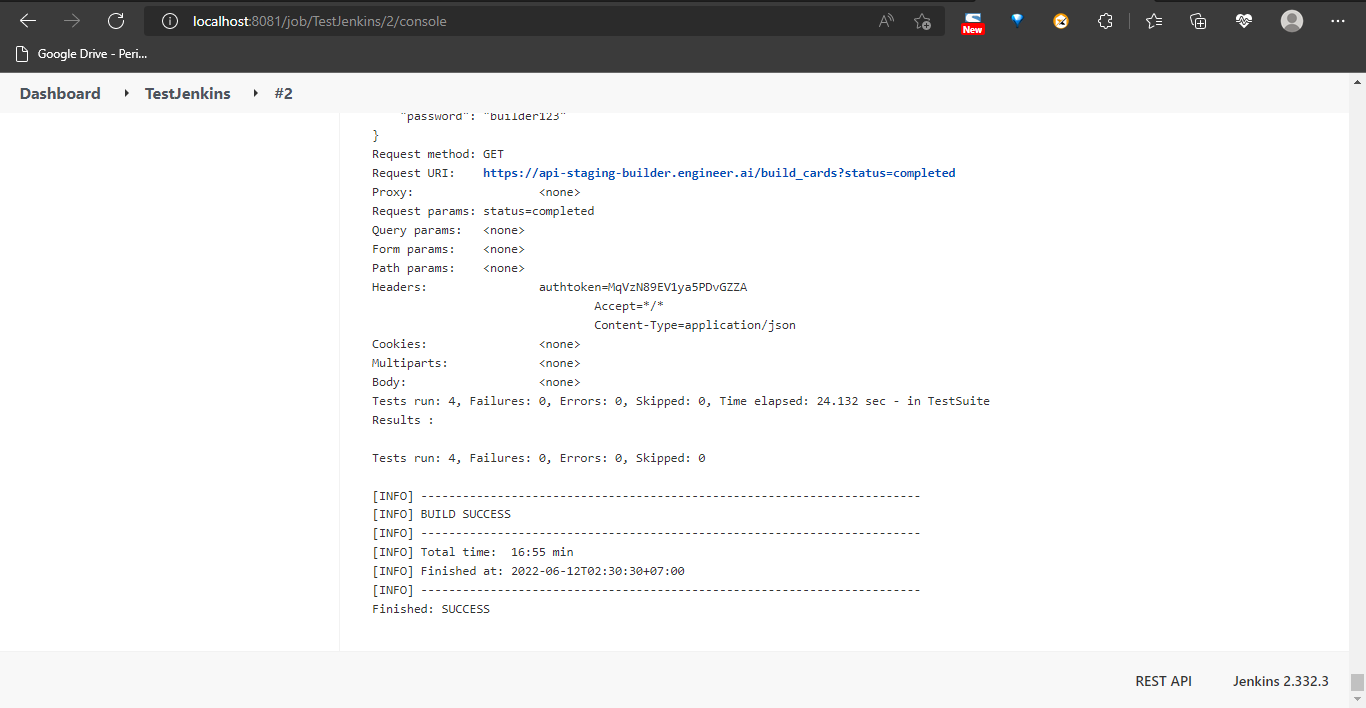 localhost:8081/job/TestJenkins/2/console
New
Google Drive - Peri...
Dashboard TestJenkins #2
"password": "builder123"
}
Request method: GET
Request URI: https://api-staging-builder.engineer.ai/build_cards?status=completed
Proxy: <none>
Request params: status=completed
Query params: <none>
Form params: <none>
Path params: <none>
Headers: authtoken=MqVzN89EV1ya5PDvGZZA
Accept=*/*
Content-Type=application/json
Cookies: <none>
Multiparts: <none>
Body: <none>
Tests run: 4, Failures: 0, Errors: 0, Skipped: 0, Time elapsed: 24.132 sec - in TestSuite
Results :
Tests run: 4, Failures: 0, Errors: 0, Skipped: 0
[INFO] ------------------------------------------------------------------------
[INFO] BUILD SUCCESS
[INFO] ------------------------------------------------------------------------
[INFO] Total time: 16:55 min
[INFO] Finished at: 2022-06-12T02:30:30+07:00
[INFO] ------------------------------------------------------------------------
Finished: SUCCESS
REST API Jenkins 2.332.3